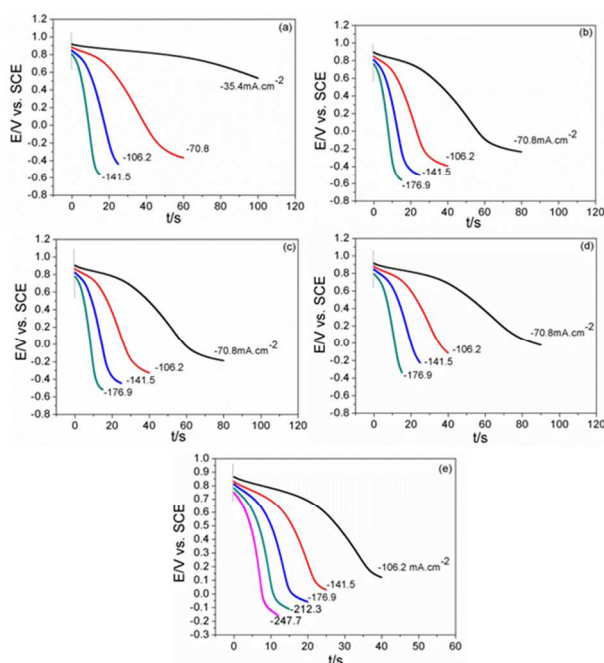 (a)
1.2
1.0
0.8
0.6
0.4
0.2
0.0
-0.2
-0.4
-0.6
-0.8
E/V vs. SCE
-35.4mA.cm-2
-70.8
-106.2
-141.5
0 20 40 60 80 100 120
t/s
(b)
1.2
1.0
0.8
0.6
0.4
0.2
0.0
-0.2
-0.4
-0.6
-0.8
E/V vs. SCE
-70.8mA.cm-2
-106.2
-141.5
-176.9
0 20 40 60 80 100 120
t/s
(c)
1.2
1.0
0.8
0.6
0.4
0.2
0.0
-0.2
-0.4
-0.6
-0.8
E/V vs. SCE
-70.8mA.cm-2
-106.2
-141.5
-176.9
0 20 40 60 80 100 120
t/s
(d)
1.2
1.0
0.8
0.6
0.4
0.2
0.0
-0.2
-0.4
-0.6
-0.8
E/V vs. SCE
-70.8mA.cm-2
-106.2
-141.5
-176.9
0 20 40 60 80 100 120
t/s
(e)
1.0
0.9
0.8
0.7
0.6
0.5
0.4
0.3
0.2
0.1
0.0
-0.1
-0.2
-0.3
E/V vs. SCE
-106.2 mA.cm-2
-141.5
-176.9
-212.3
-247.7
0 10 20 30 40 50 60
t/s